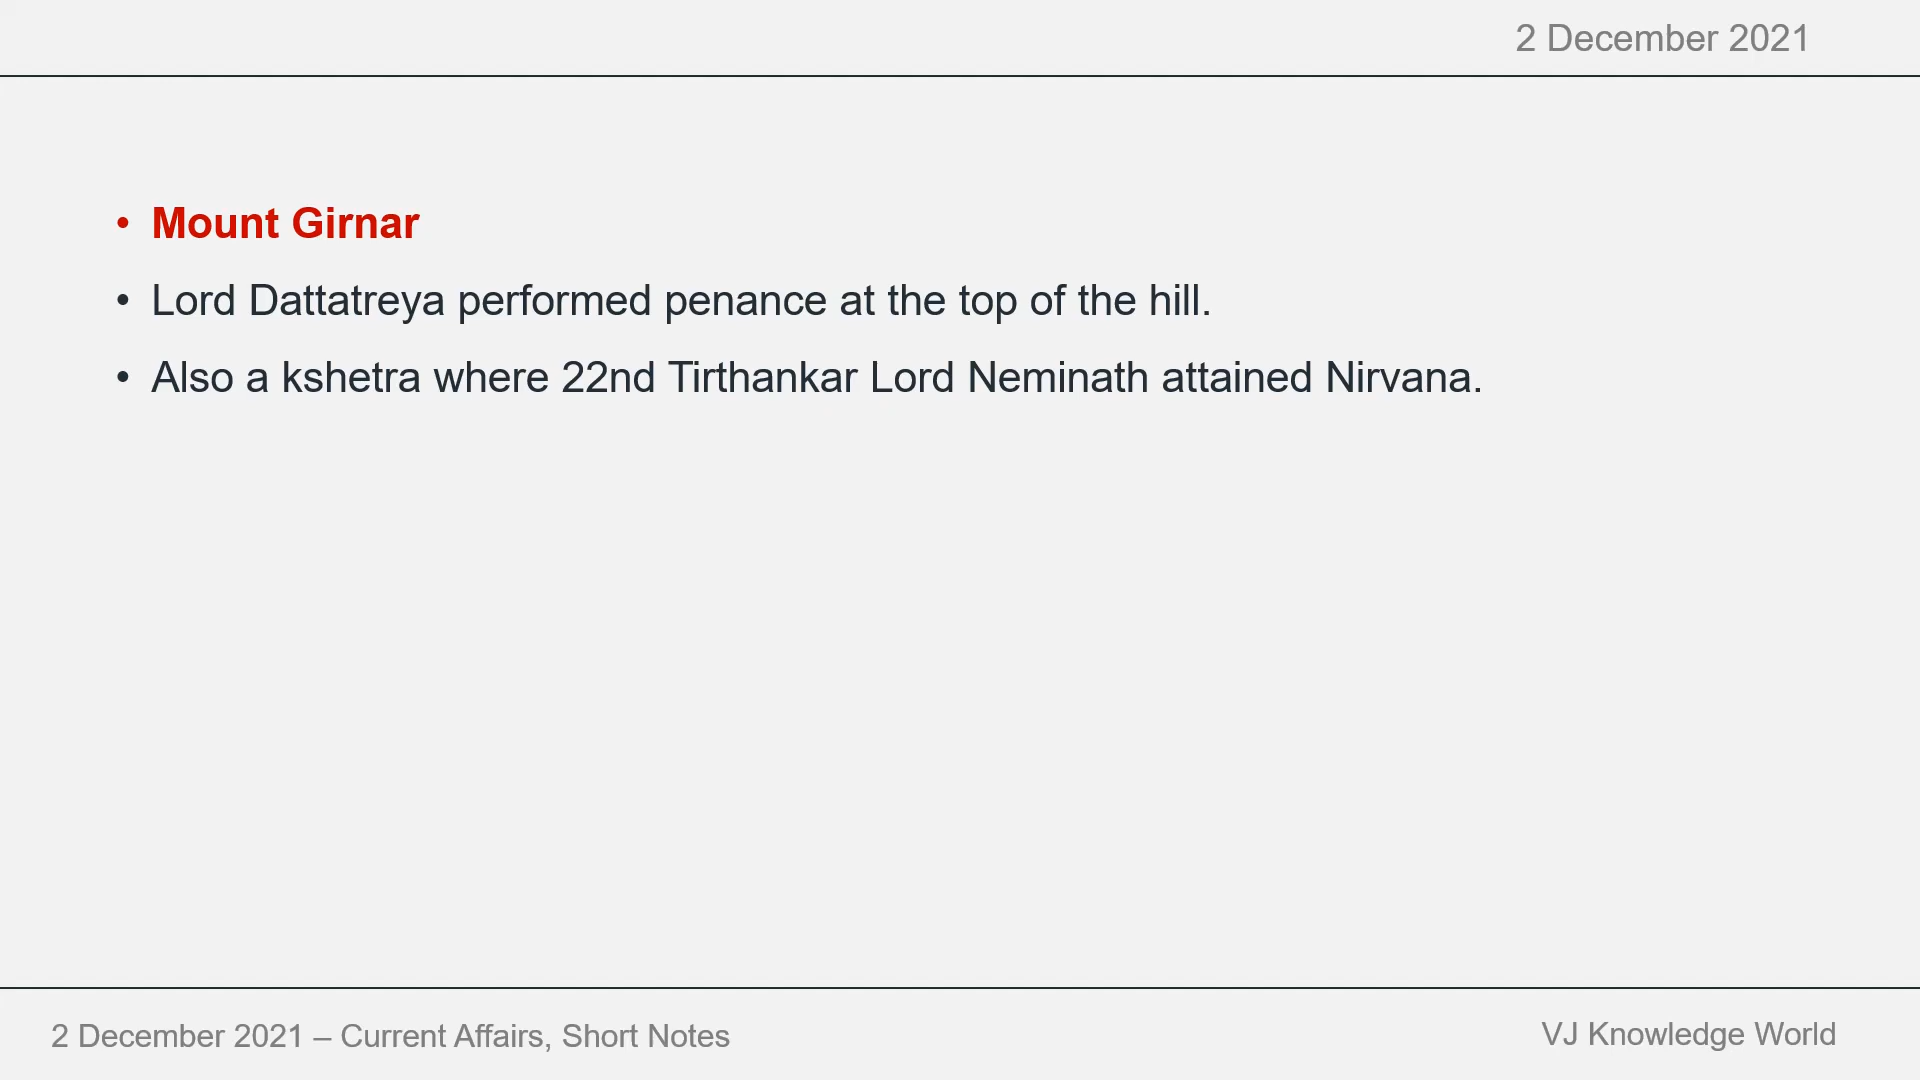 2 December 2021
• Mount Girnar
• Lord Dattatreya performed penance at the top of the hill.
• Also a kshetra where 22nd Tirthankar Lord Neminath attained Nirvana.
2 December 2021 – Current Affairs, Short Notes
VJ Knowledge World